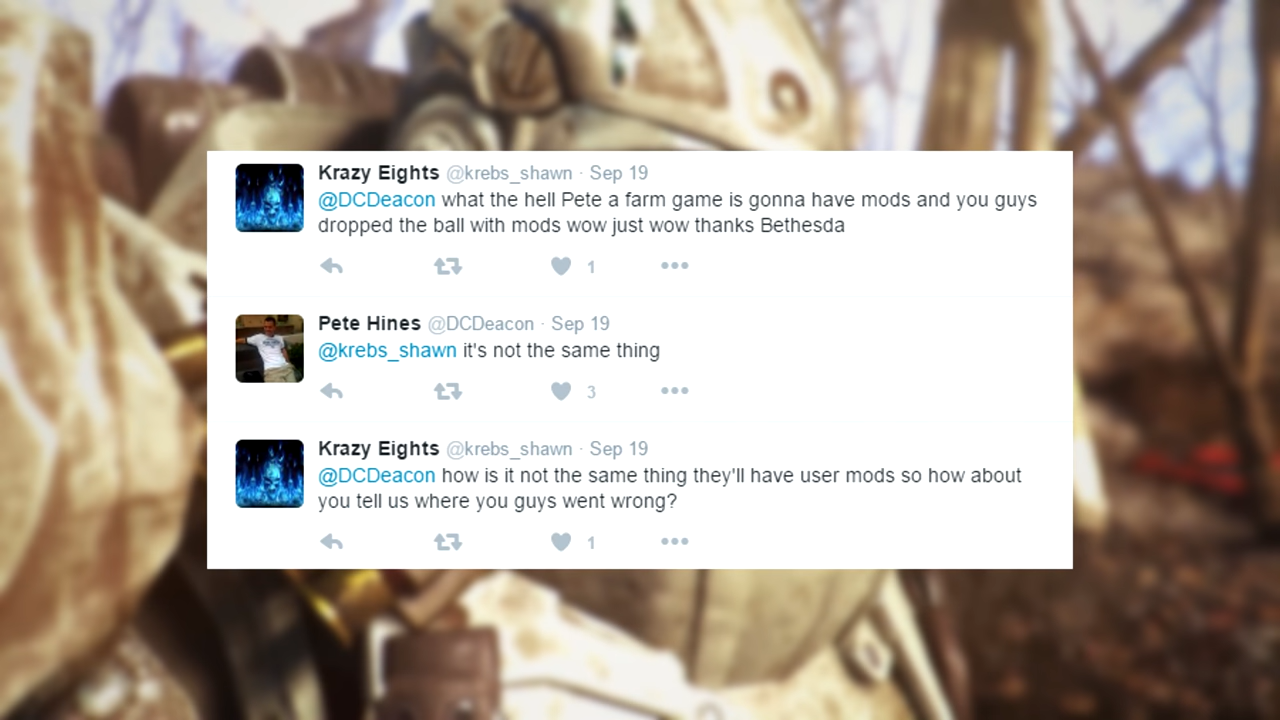 Krazy Eights @krebs_shawn · Sep 19
@DCDeacon what the hell Pete a farm game is gonna have mods and you guys
dropped the ball with mods wow just wow thanks Bethesda
1
Pete Hines @DCDeacon · Sep 19
@krebs_shawn it's not the same thing
3
Krazy Eights @krebs_shawn · Sep 19
@DCDeacon how is it not the same thing they'll have user mods so how about
you tell us where you guys went wrong?
1